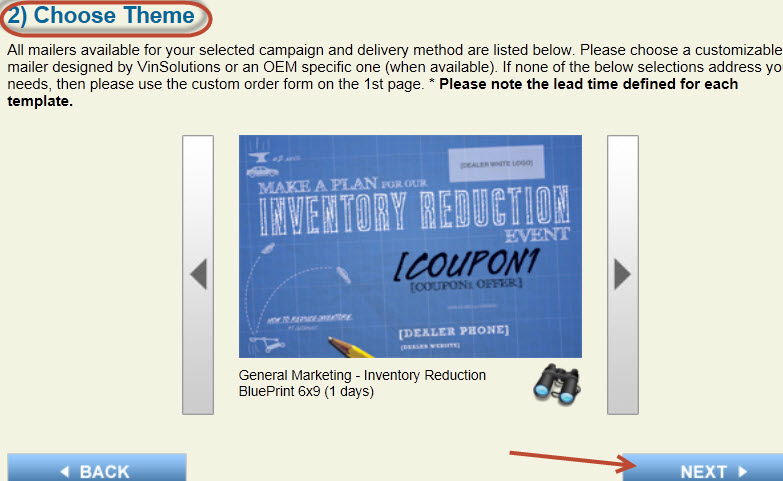 2) Choose Theme
All mailers available for your selected campaign and delivery method are listed below. Please choose a customizable
mailer designed by VinSolutions or an OEM specific one (when available). If none of the below selections address yo
needs, then please use the custom order form on the 1st page. * Please note the lead time defined for each
template.
[DEALER WHITE LOGO]
MAKE A PLAN FOR OUR
INVENTORY REDUCTION
EVENT
[COUPON1
[COUPON1 OFFER]
HOW TO REDUCE INVENTORY
[DEALER PHONE]
[DEALER WEBSITE]
General Marketing - Inventory Reduction
BluePrint 6x9 (1 days)
BACK
NEXT